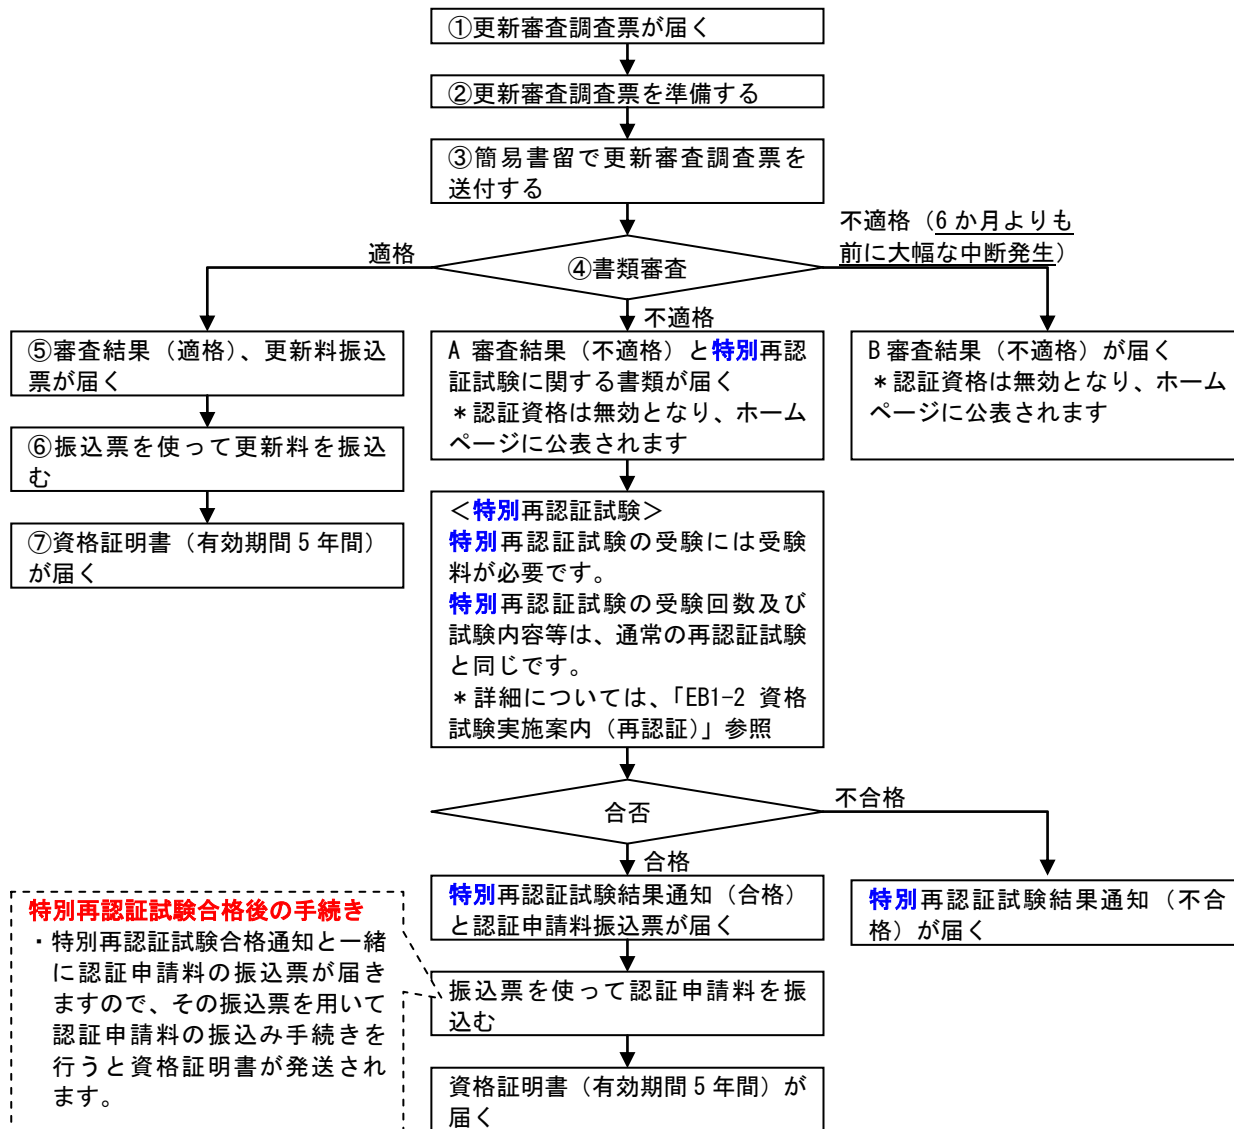 ①更新審査調査票が届く
②更新審査調査票を準備する
③簡易書留で更新審査調査票を
送付する
不適格（6か月よりも
前に大幅な中断発生）
適格
④書類審査
不適格
⑤審査結果（適格）、更新料振込
票が届く
⑥振込票を使って更新料を振込
む
⑦資格証明書（有効期間5年間）
が届く
A 審査結果（不適格）と特別再認
証試験に関する書類が届く
＊認証資格は無効となり、ホーム
ページに公表されます
B 審査結果（不適格）が届く
＊認証資格は無効となり、ホーム
ページに公表されます
＜特別再認証試験＞
特別再認証試験の受験には受験
料が必要です。
特別再認証試験の受験回数及び
試験内容等は、通常の再認証試験
と同じです。
＊詳細については、「EB1-2 資格
試験実施案内（再認証）」参照
合否
不合格
合格
特別再認証試験結果通知（合格）
と認証申請料振込票が届く
特別再認証試験結果通知（不合
格）が届く
特別再認証試験合格後の手続き
・特別再認証試験合格通知と一緒
に認証申請料の振込票が届き
ますので、その振込票を用いて
認証申請料の振込み手続きを
行うと資格証明書が発送され
ます。
振込票を使って認証申請料を振
込む
資格証明書（有効期間5年間）が
届く